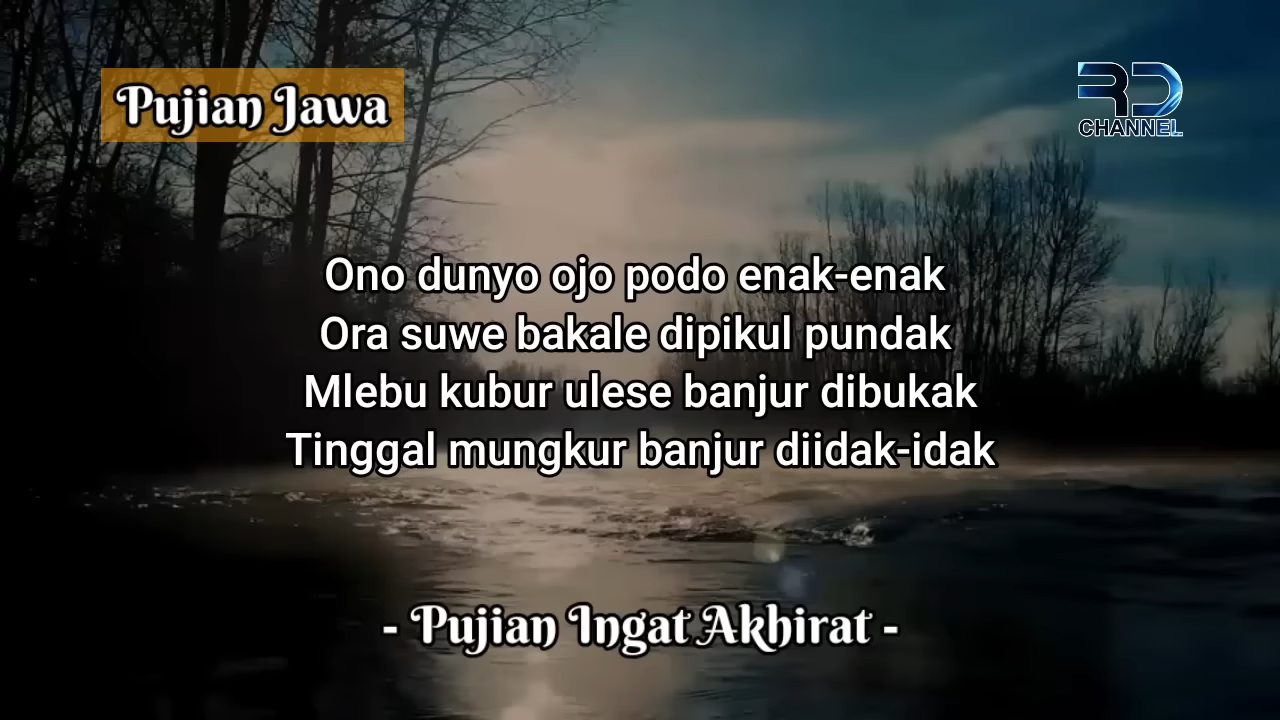 Pujian Jawa
RD
CHANNEL
Ono dunyo ojo podo enak-enak
Ora suwe bakale dipikul pundak
Mlebu kubur ulese banjur dibukak
Tinggal mungkur banjur diidak-idak
- Pujian Ingat Akhirat -